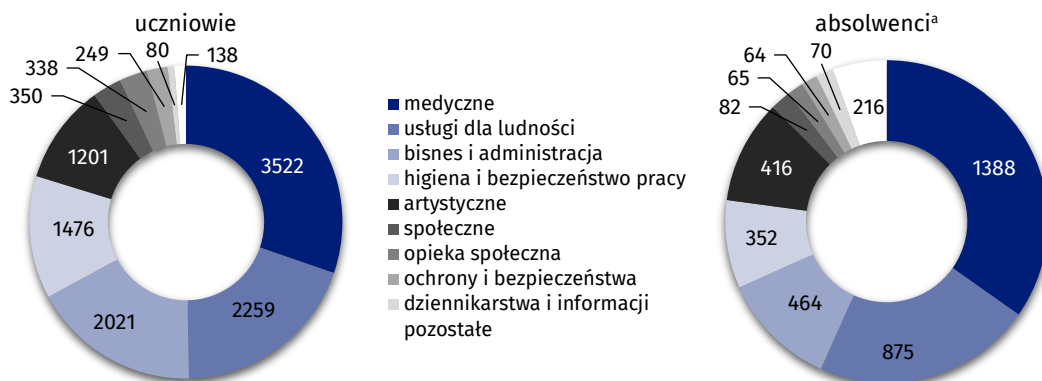 uczniowie
249
80
138
338
350
1201
3522
1476
2021
2259
medyczne
usługi dla ludności
biznes i administracja
higiena i bezpieczeństwo pracy
artystyczne
społeczne
opieka społeczna
ochrony i bezpieczeństwa
dziennikarstwa i informacji
pozostałe
absolwenciᵃ
64
70
65
82
216
416
1388
352
464
875